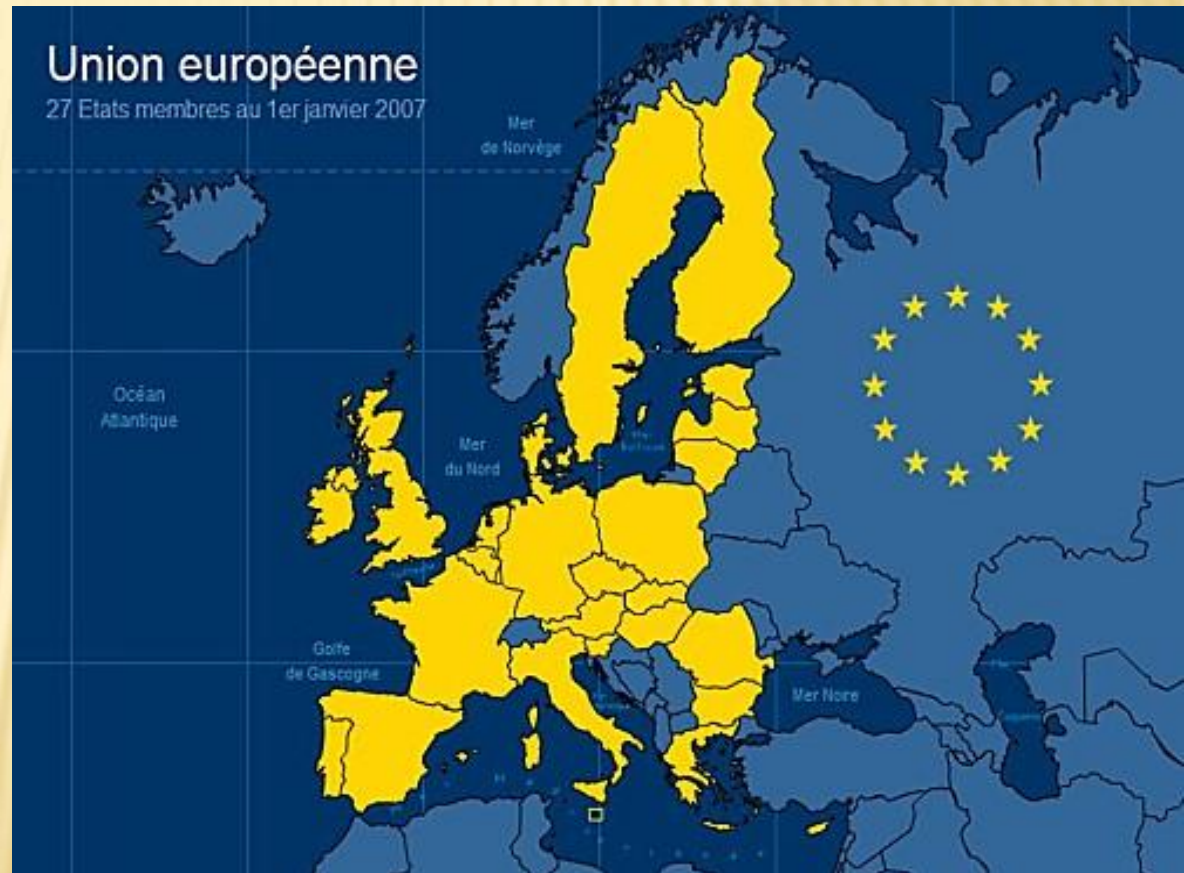 Union européenne
27 Etats membres au 1er janvier 2007
Mer
de Norvège
Océan
Atlantique
Mer
du Nord
Golfe
de Gascogne
Mer Noire